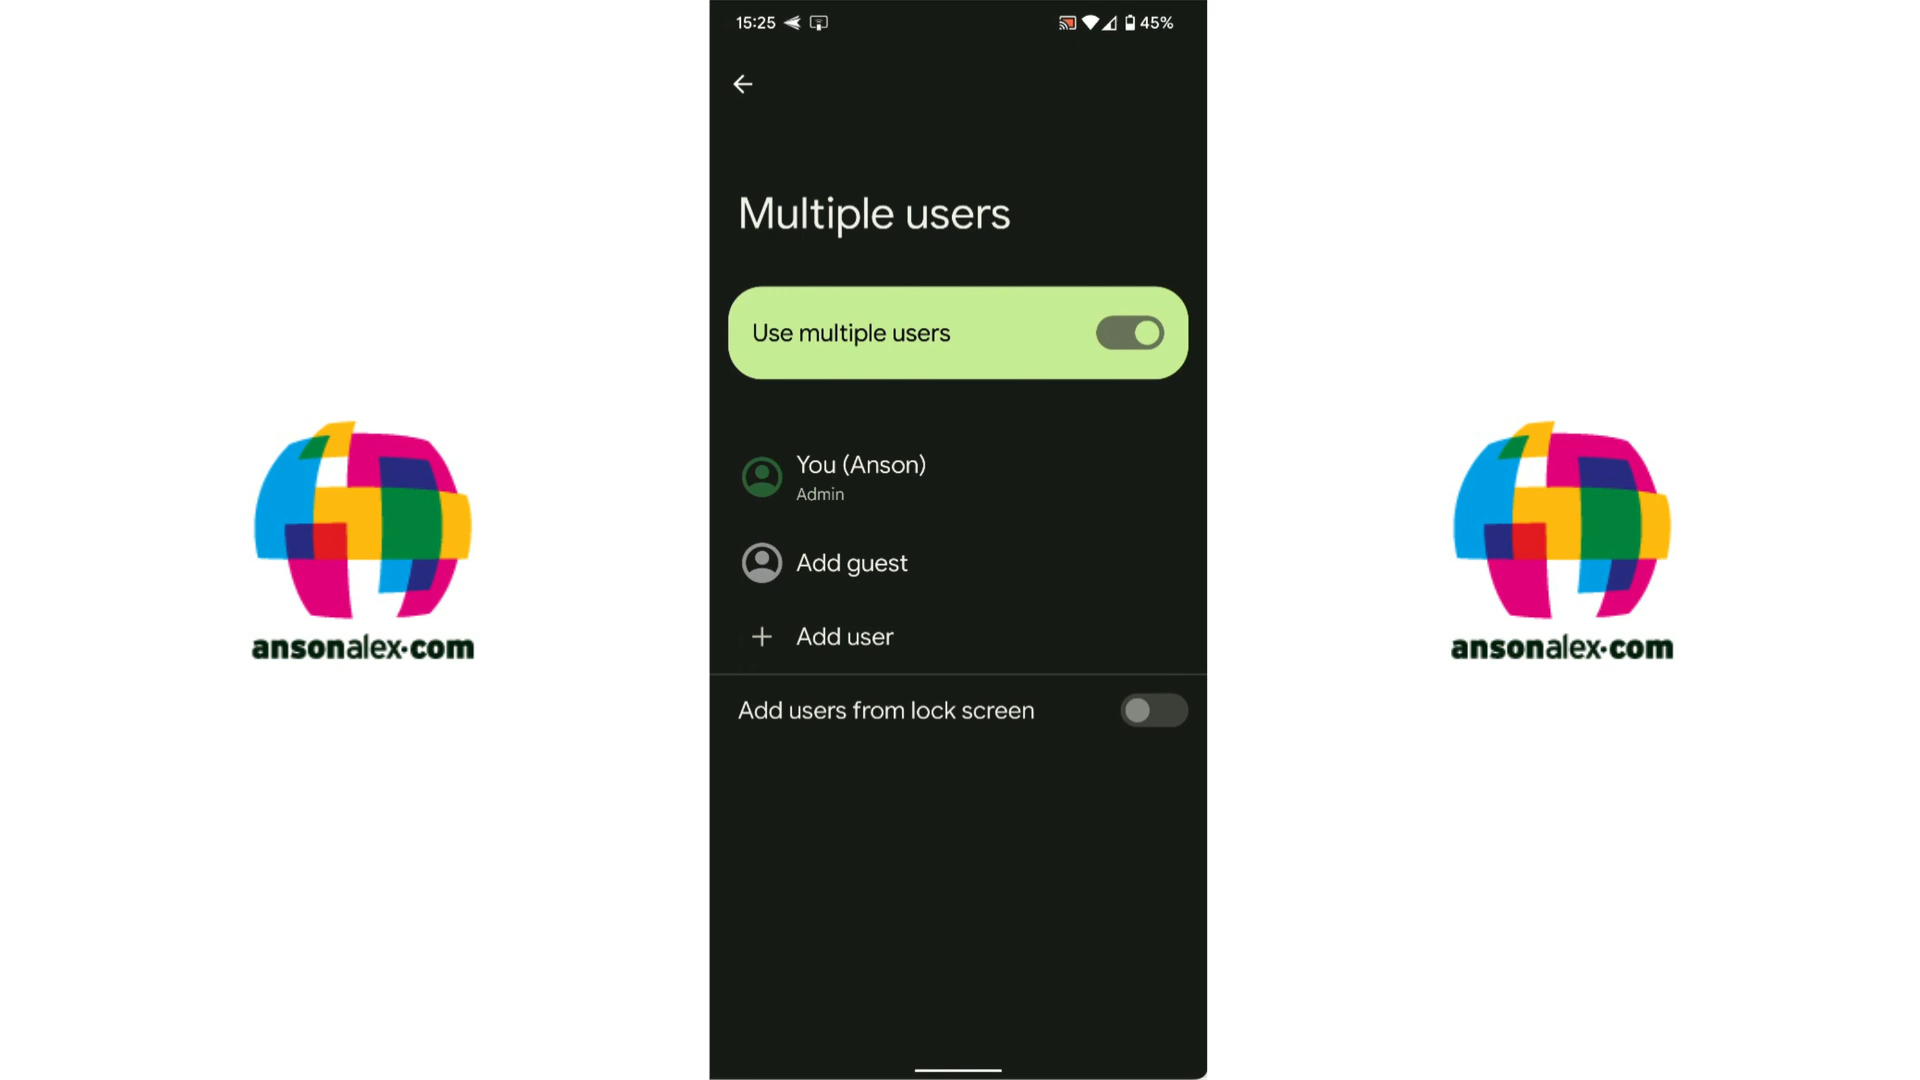 15:25
45%
Multiple users
Use multiple users
You (Anson)
Admin
Add guest
Add user
Add users from lock screen
ansonalex.com
ansonalex.com